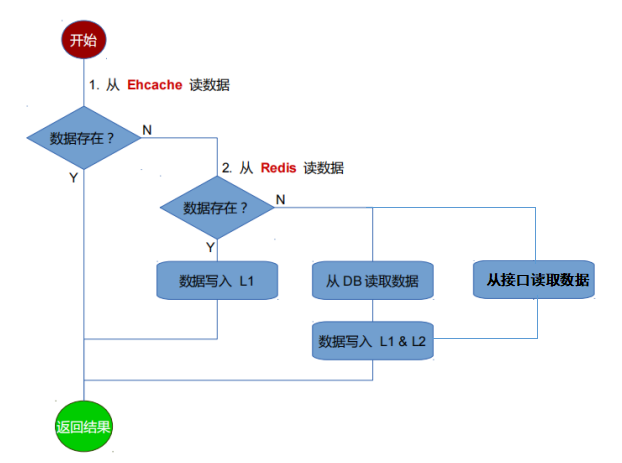 开始
1. 从 Ehcache 读数据
数据存在？
N
Y
2. 从 Redis 读数据
数据存在？
N
Y
数据写入 L1
从 DB 读取数据
从接口读取数据
数据写入 L1 & L2
返回结果